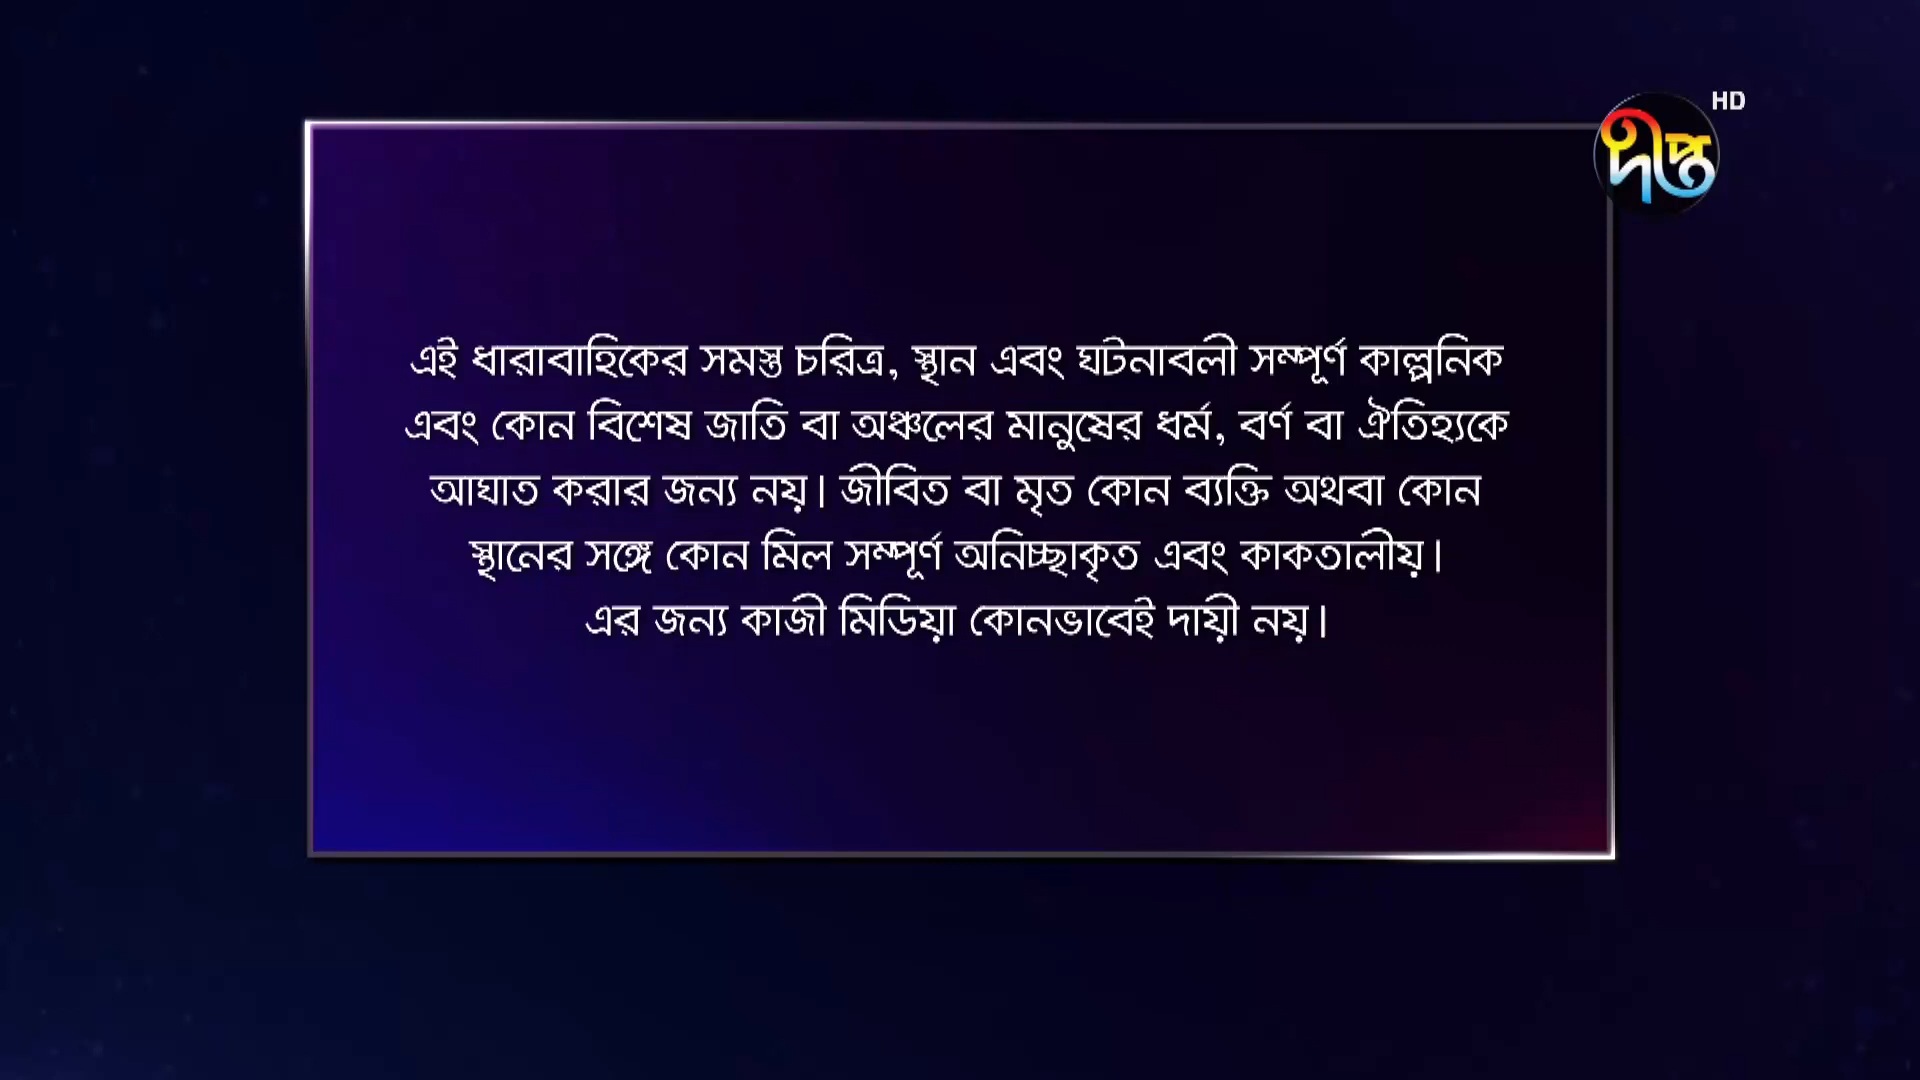 HD
দীপ্ত
এই ধারাবাহিকের সমস্ত চরিত্র, স্থান এবং ঘটনাবলী সম্পূর্ণ কাল্পনিক
এবং কোন বিশেষ জাতি বা অঞ্চলের মানুষের ধর্ম, বর্ণ বা ঐতিহ্যকে
আঘাত করার জন্য নয়। জীবিত বা মৃত কোন ব্যক্তি অথবা কোন
স্থানের সঙ্গে কোন মিল সম্পূর্ণ অনিচ্ছাকৃত এবং কাকতালীয়।
এর জন্য কাজী মিডিয়া কোনভাবেই দায়ী নয়।